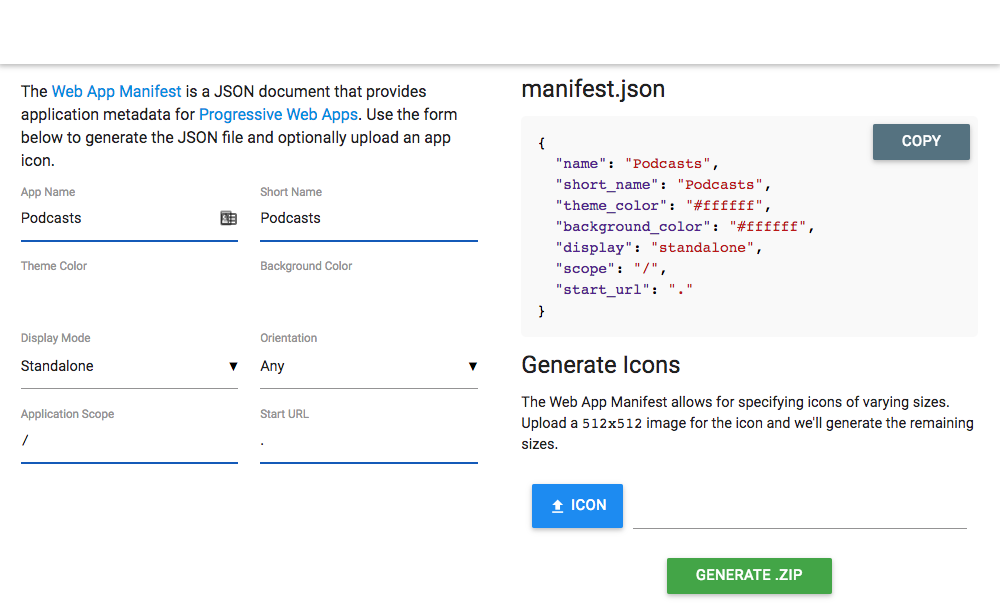 The Web App Manifest is a JSON document that provides
application metadata for Progressive Web Apps. Use the form
below to generate the JSON file and optionally upload an app
icon.
App Name
Short Name
Podcasts
Podcasts
Theme Color
Background Color
Display Mode
Orientation
Standalone
Any
Application Scope
Start URL
/
.
manifest.json
COPY
{
"name": "Podcasts",
"short_name": "Podcasts",
"theme_color": "#ffffff",
"background_color": "#ffffff",
"display": "standalone",
"scope": "/",
"start_url": "."
}
Generate Icons
The Web App Manifest allows for specifying icons of varying sizes.
Upload a 512x512 image for the icon and we'll generate the remaining
sizes.
ICON
GENERATE .ZIP